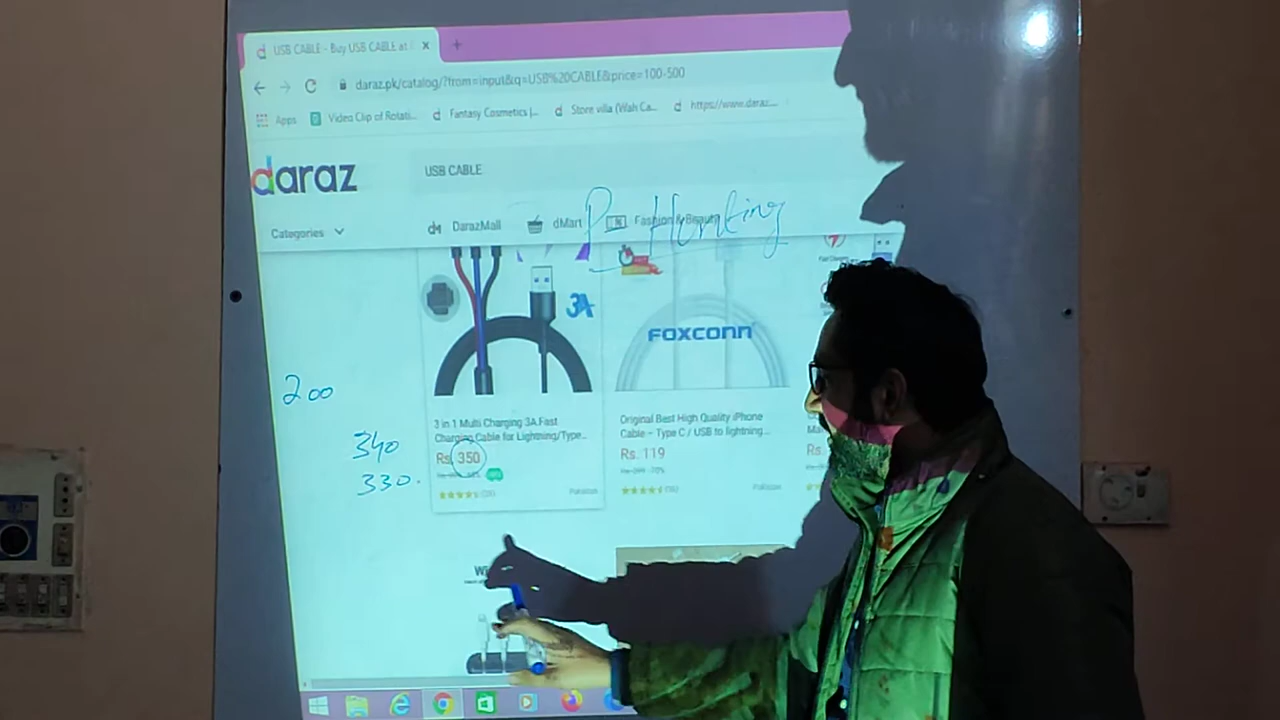 USB CABLE - Buy USB CABLE at
daraz.pk/catalog/?from=input&q=USB%20CABLE&price=100-500
Apps Video Clip of Rotati... Fantasy Cosmetics |... Store villa (Wah Ca... https://www.daraz...
daraz
USB CABLE
Categories
DarazMall
dMart
Fashion & Beauty
P Hunting
3A
FOXCONN
200
340
330.
3 in 1 Multi Charging 3A Fast
Charging Cable for Lightning/Type...
Rs. 350
Pakistan
Original Best High Quality iPhone
Cable – Type C / USB to lightning...
Rs. 119
Pakistan
Rs.